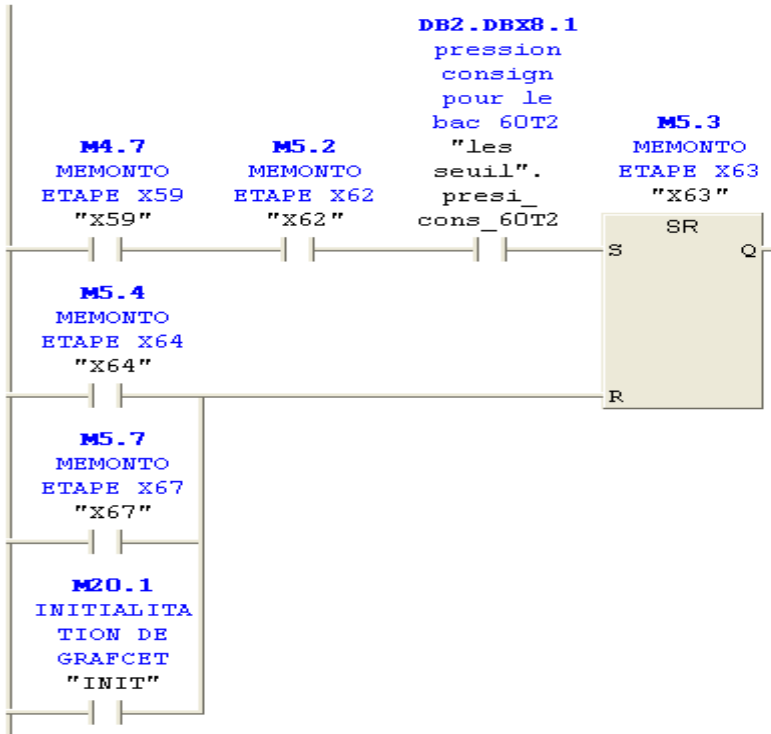 DB2.DBX8.1
pression
consign
pour le
bac 60T2
"les
seuil".
presi_
cons_60T2
M4.7
MEMONTO
ETAPE X59
"X59"
M5.2
MEMONTO
ETAPE X62
"X62"
M5.3
MEMONTO
ETAPE X63
"X63"
SR
S
Q
R
M5.4
MEMONTO
ETAPE X64
"X64"
M5.7
MEMONTO
ETAPE X67
"X67"
M20.1
INITIALITA
TION DE
GRAFCET
"INIT"